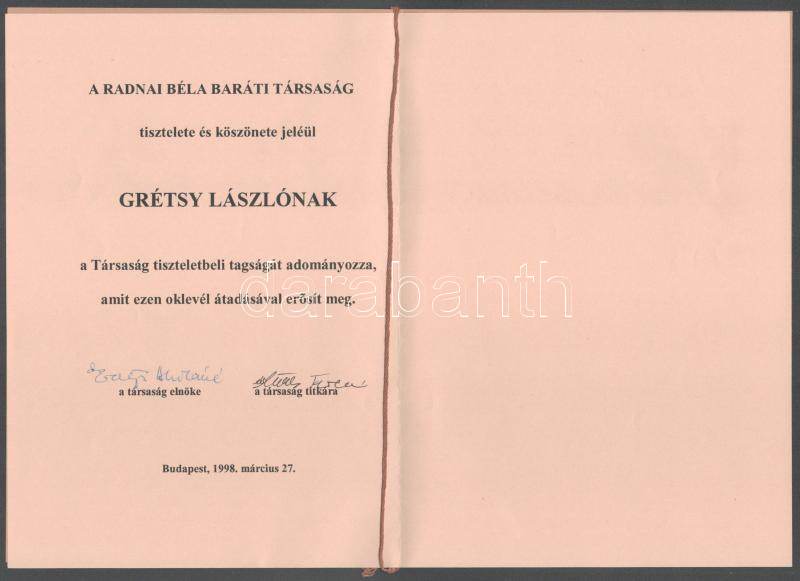 A RADNAI BÉLA BARÁTI TÁRSASÁG
tisztelete és köszönete jeléül
GRÉTSY LÁSZLÓNAK
a Társaság tiszteletbeli tagságát adományozza,
amit ezen oklevél átadásával erősít meg.
darabanth
a társaság elnöke a társaság titkára
Budapest, 1998. március 27.